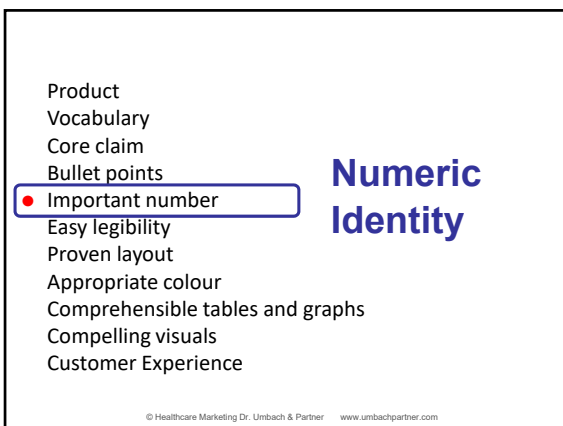 Product
Vocabulary
Core claim
Bullet points
Important number
Easy legibility
Proven layout
Appropriate colour
Comprehensible tables and graphs
Compelling visuals
Customer Experience
Numeric
Identity
© Healthcare Marketing Dr. Umbach & Partner www.umbachpartner.com